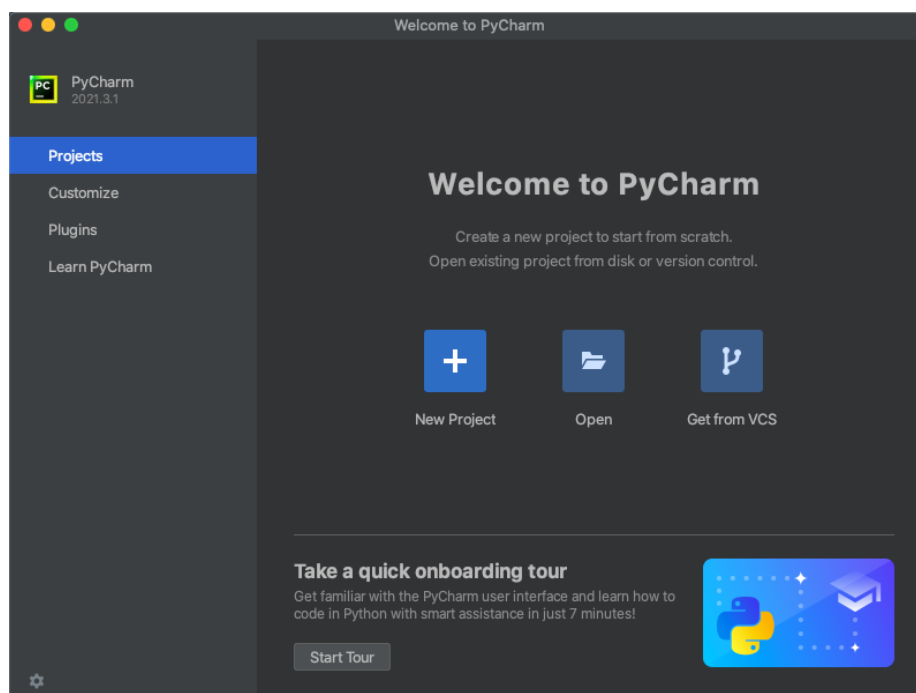 Welcome to PyCharm
PC
PyCharm
2021.3.1
Projects
Customize
Plugins
Learn PyCharm
Welcome to PyCharm
Create a new project to start from scratch.
Open existing project from disk or version control.
New Project
Open
Get from VCS
Take a quick onboarding tour
Get familiar with the PyCharm user interface and learn how to
code in Python with smart assistance in just 7 minutes!
Start Tour